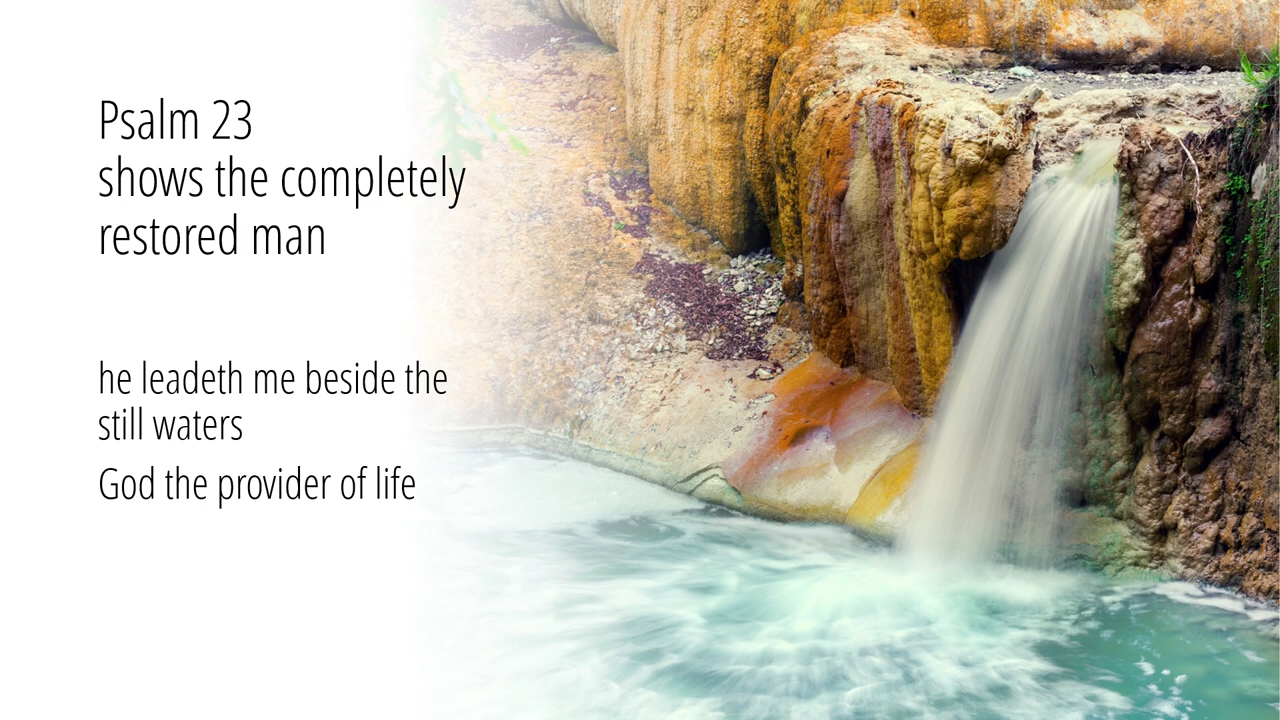 Psalm 23
shows the completely
restored man
he leadeth me beside the
still waters
God the provider of life